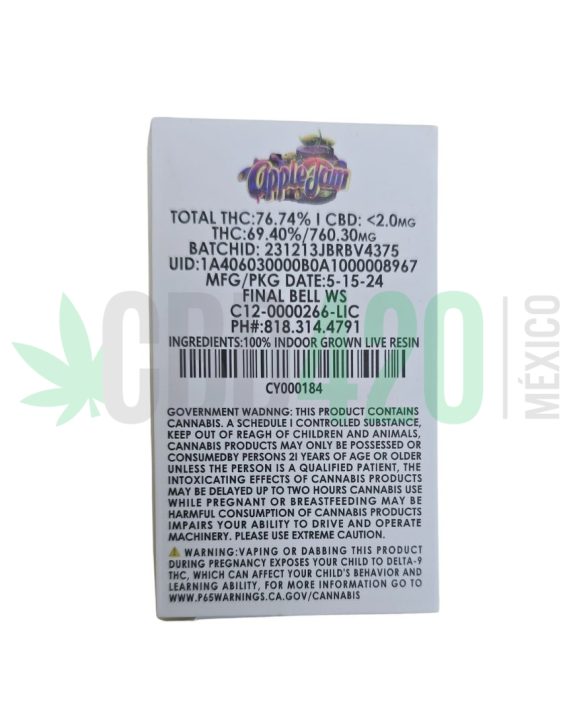 Apple Jam
TOTAL THC:76.74% I CBD: <2.0MG
THC:69.40%/760.30MG
BATCHID: 231213JBRBV4375
UID:1A406030000B0A1000008967
MFG/PKG DATE:5-15-24
FINAL BELL WS
C12-0000266-LIC
PH#:818.314.4791
INGREDIENTS:100% INDOOR GROWN LIVE RESIN
CY000184
CBD420
MÉXICO
GOVERNMENT WADNNG: THIS PRODUCT CONTAINS
CANNABIS. A SCHEDULE I CONTROLLED SUBSTANCE,
KEEP OUT OF REAGH OF CHILDREN AND ANIMALS,
CANNABIS PRODUCTS MAY ONLY BE POSSESSED OR
CONSUMEDBY PERSONS 21 YEARS OF AGE OR OLDER
UNLESS THE PERSON IS A QUALIFIED PATIENT, THE
INTOXICATING EFFECTS OF CANNABIS PRODUCTS
MAY BE DELAYED UP TO TWO HOURS CANNABIS USE
WHILE PREGNANT OR BREASTFEEDING MAY BE
HARMFUL CONSUMPTION OF CANNABIS PRODUCTS
IMPAIRS YOUR ABILITY TO DRIVE AND OPERATE
MACHINERY. PLEASE USE EXTREME CAUTION.
WARNING:VAPING OR DABBING THIS PRODUCT
DURING PREGNANCY EXPOSES YOUR CHILD TO DELTA-9
THC, WHICH CAN AFFECT YOUR CHILD'S BEHAVIOR AND
LEARNING ABILITY, FOR MORE INFORMATION GO TO
WWW.P65WARNINGS.CA.GOV/CANNABIS